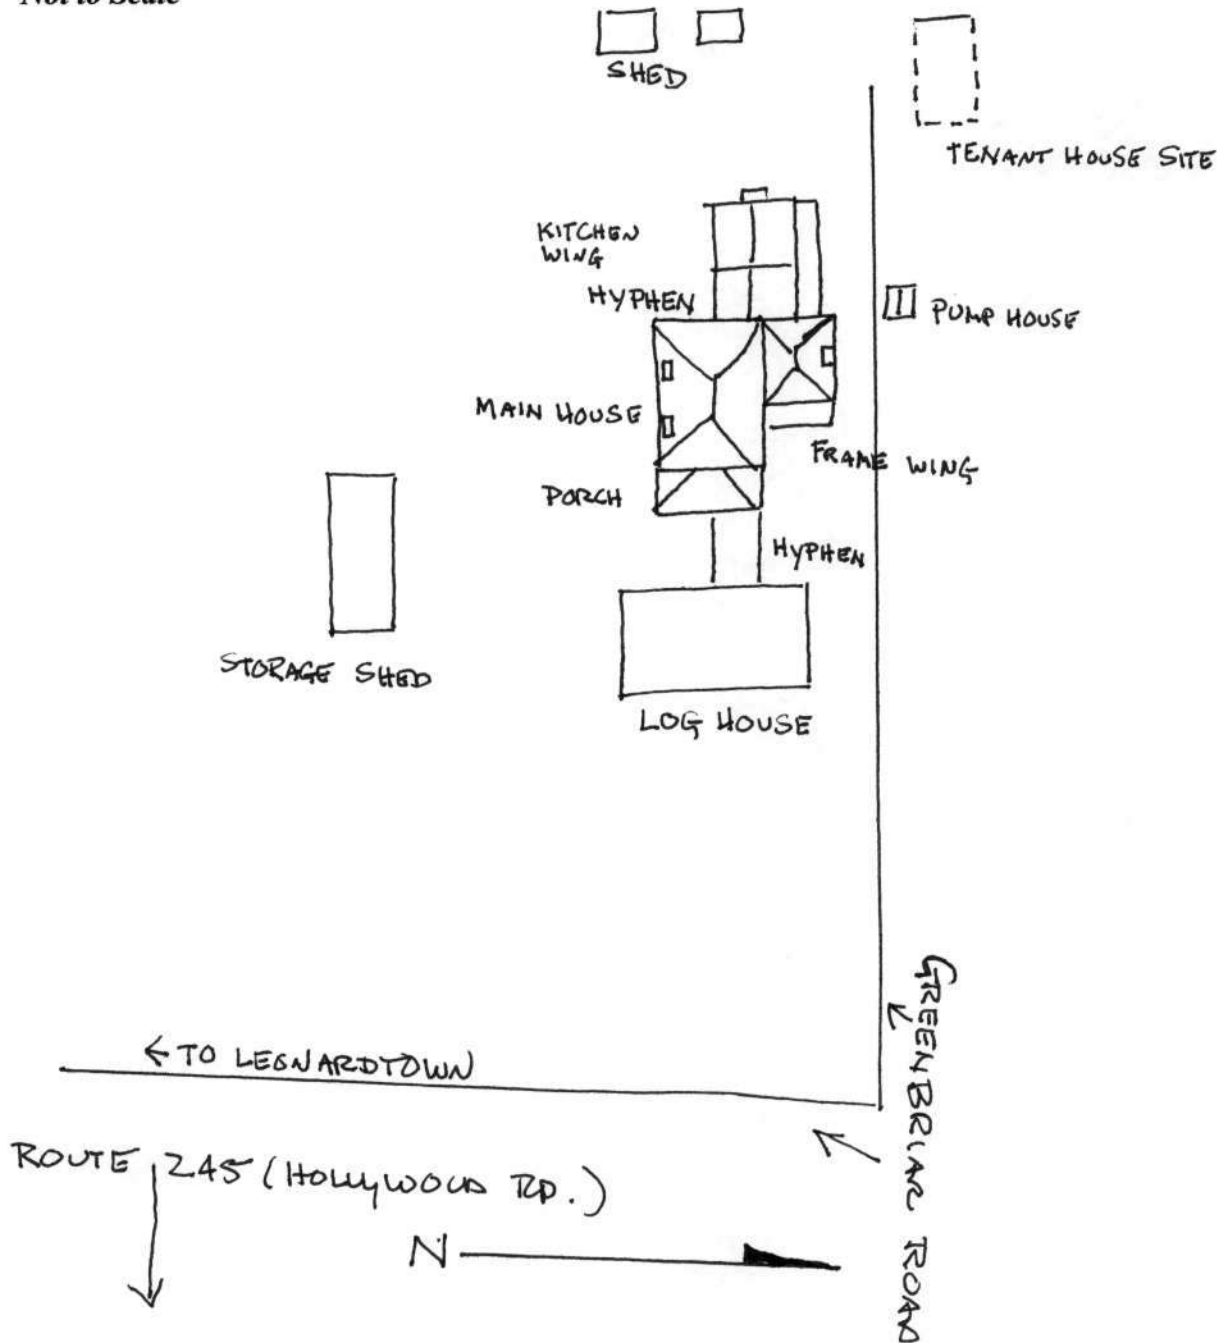 Not to Scale
SHED
TENANT HOUSE SITE
KITCHEN
WING
HYPHEN
PUMP HOUSE
MAIN HOUSE
FRAME WING
PORCH
HYPHEN
STORAGE SHED
LOG HOUSE
← TO LEONARDTOWN
GREENBRIAR ROAD
ROUTE 245 (HOLLYWOOD RD.)
N